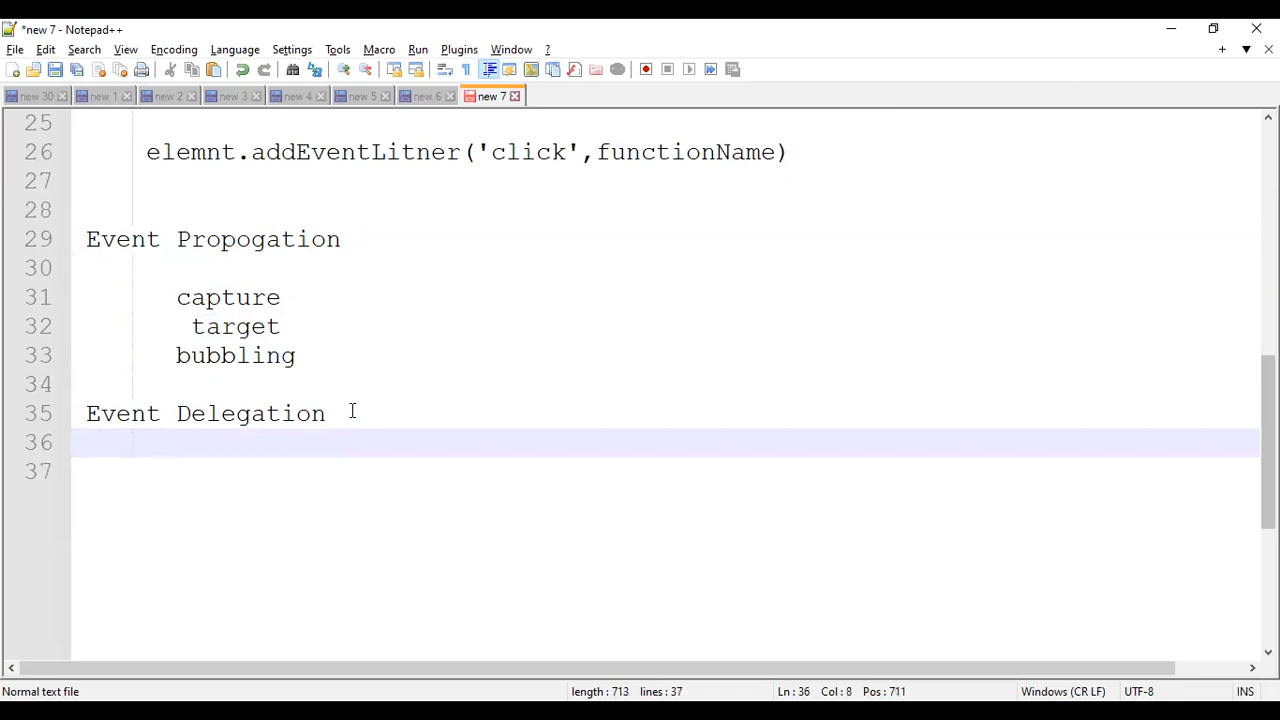 *new 7 - Notepad++
File Edit Search View Encoding Language Settings Tools Macro Run Plugins Window ?
new 30 new 1 new 2 new 3 new 4 new 5 new 6 new 7
25
26 elemnt.addEventLitner('click',functionName)
27
28
29 Event Propogation
30
31 capture
32 target
33 bubbling
34
35 Event Delegation
36
37
Normal text file length : 713 lines : 37 Ln : 36 Col : 8 Pos : 711 Windows (CR LF) UTF-8 INS